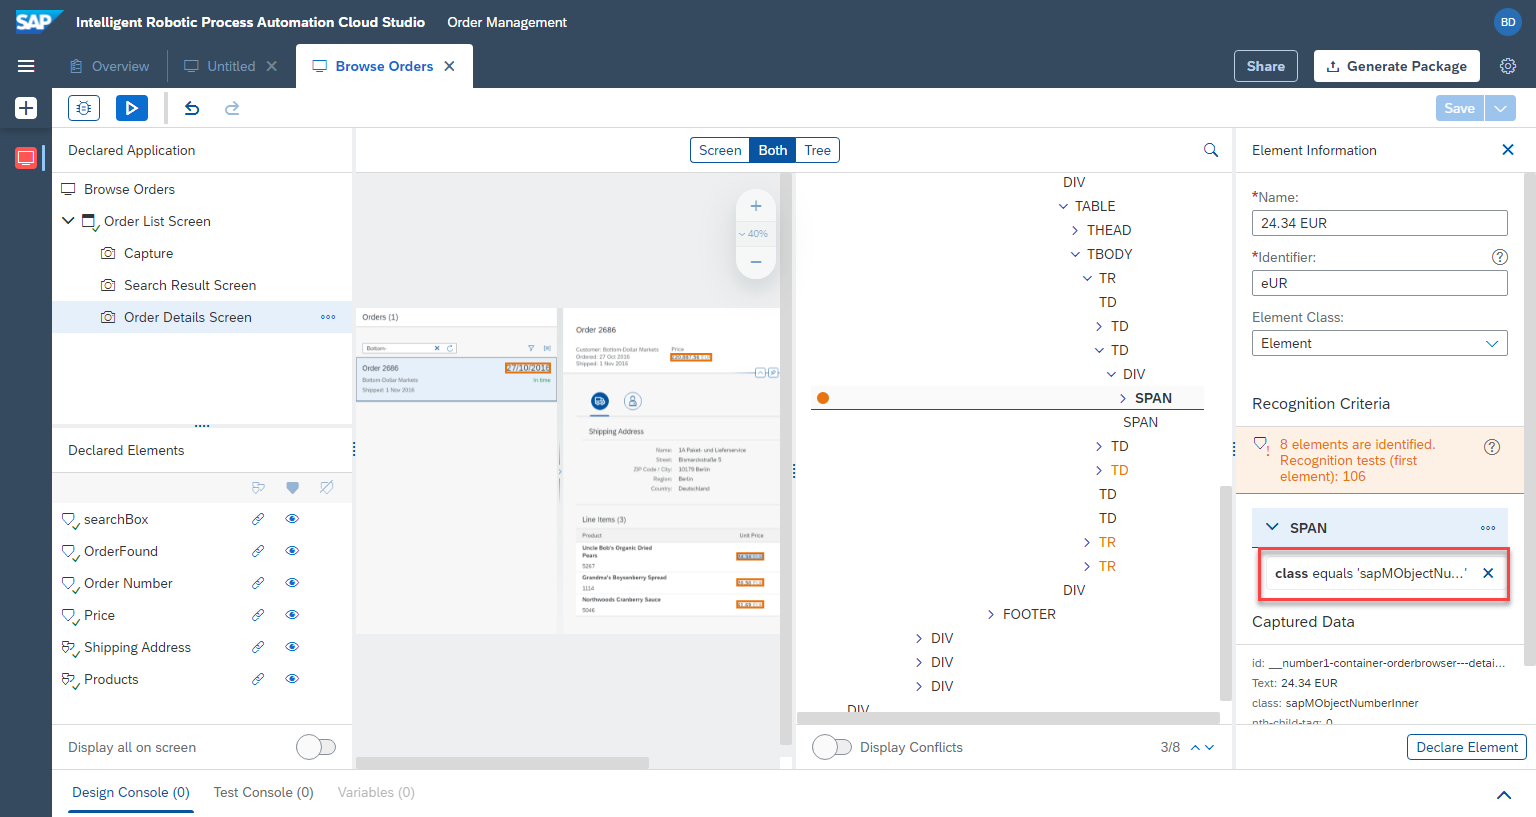 SAP Intelligent Robotic Process Automation Cloud Studio Order Management BD
Overview Untitled Browse Orders Share Generate Package
Save
Declared Application
Browse Orders
Order List Screen
Capture
Search Result Screen
Order Details Screen
Declared Elements
searchBox
OrderFound
Order Number
Price
Shipping Address
Products
Display all on screen
Screen Both Tree
40%
Orders (1)
Bottom-
Order 2686 27/10/2016
Bottom-Dollar Markets In time
Shipped: 1 Nov 2016
Order 2686
Customer: Bottom-Dollar Markets Price
Ordered: 27 Oct 2016
Shipped: 1 Nov 2016
Shipping Address
Name: 1A Paket- und Lieferservice
Street: Bismarckstraße 5
ZIP Code / City: 10179 Berlin
Region: Berlin
Country: Deutschland
Line Items (3)
Product Unit Price
Uncle Bob's Organic Dried
Pears
5267
Grandma's Boysenberry Spread
1114
Northwoods Cranberry Sauce
5046
DIV
TABLE
THEAD
TBODY
TR
TD
TD
TD
DIV
SPAN
SPAN
TD
TD
TD
TD
TR
TR
DIV
FOOTER
DIV
DIV
DIV
DIV
Display Conflicts 3/8
Element Information
*Name:
24.34 EUR
*Identifier:
eUR
Element Class:
Element
Recognition Criteria
8 elements are identified.
Recognition tests (first
element): 106
SPAN
class equals 'sapMObjectNu...'
Captured Data
id: __number1-container-orderbrowser---detai...
Text: 24.34 EUR
class: sapMObjectNumberInner
nth-child-tag: 0
Declare Element
Design Console (0) Test Console (0) Variables (0)